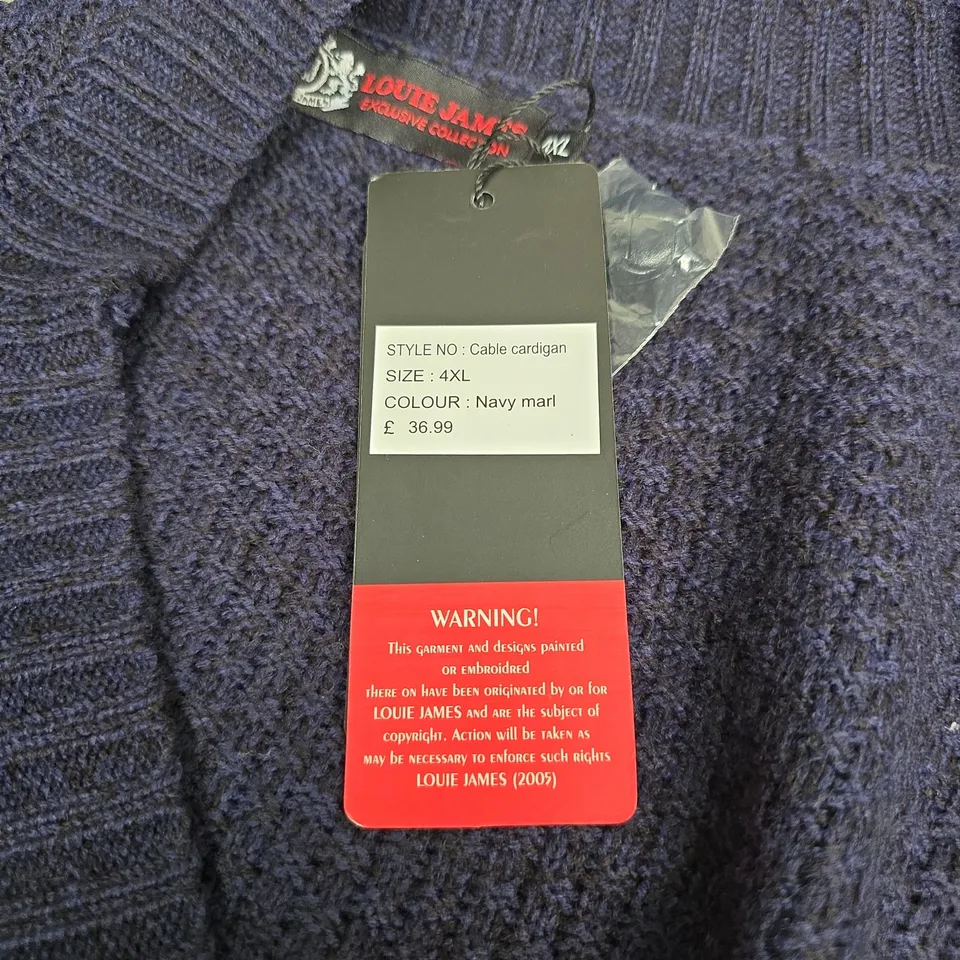 JAMES
LOUIE JAMES
EXCLUSIVE COLLECTION
4XL
STYLE NO : Cable cardigan
SIZE : 4XL
COLOUR : Navy marl
£ 36.99
WARNING!
This garment and designs painted
or embroidred
there on have been originated by or for
LOUIE JAMES and are the subject of
copyright. Action will be taken as
may be necessary to enforce such rights
LOUIE JAMES (2005)